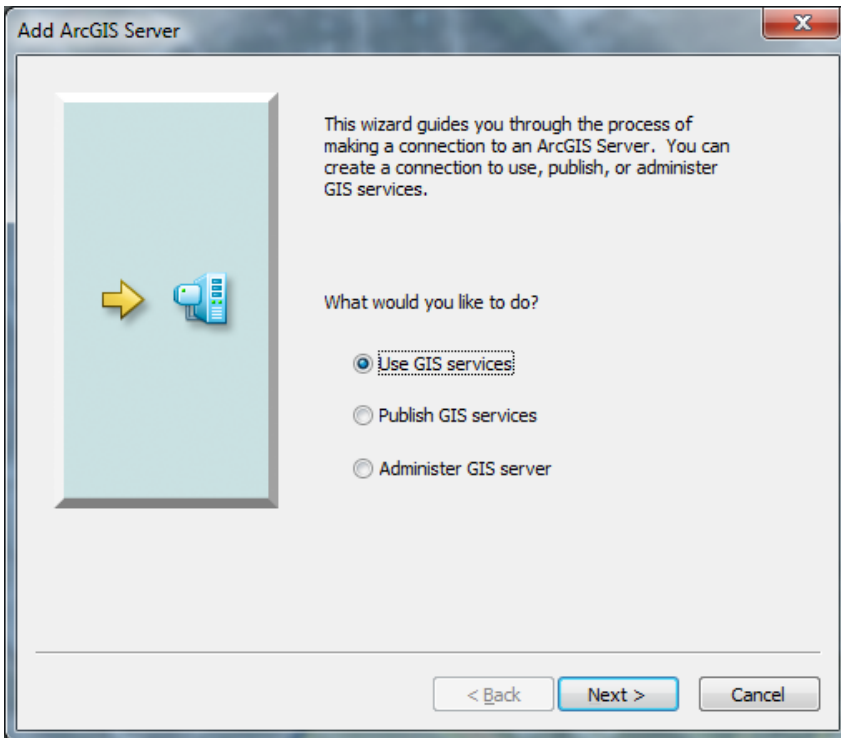 Add ArcGIS Server
This wizard guides you through the process of
making a connection to an ArcGIS Server.  You can
create a connection to use, publish, or administer
GIS services.
What would you like to do?
Use GIS services
Publish GIS services
Administer GIS server
< Back
Next >
Cancel